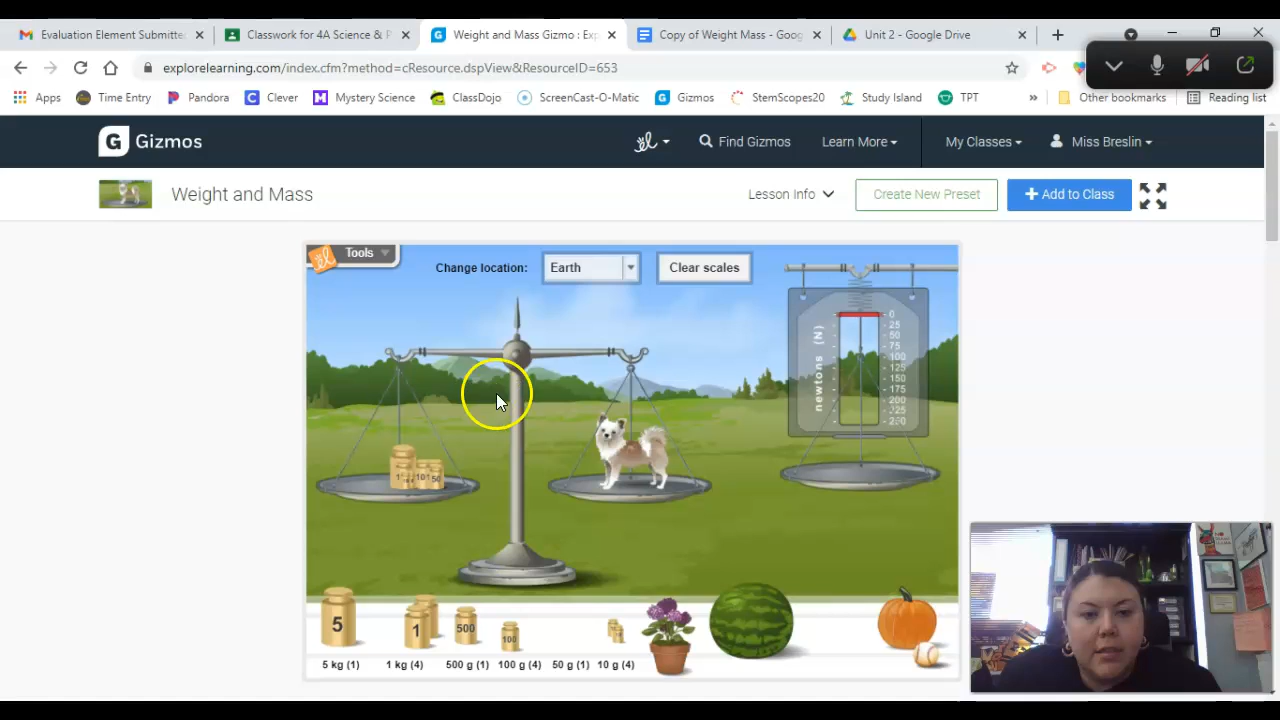 Evaluation Element Submitte
Classwork for 4A Science & P
Weight and Mass Gizmo : Exp
Copy of Weight Mass - Goog
Unit 2 - Google Drive
explorelearning.com/index.cfm?method=cResource.dspView&ResourceID=653
Apps
Time Entry
Pandora
Clever
Mystery Science
ClassDojo
ScreenCast-O-Matic
Gizmos
StemScopes20
Study Island
TPT
»
Other bookmarks
Reading list
G Gizmos
Find Gizmos
Learn More
My Classes
Miss Breslin
Weight and Mass
Lesson Info
Create New Preset
+ Add to Class
el Tools
Change location:
Earth
Clear scales
newtons (N)
0
25
50
75
100
125
150
175
200
225
250
10
50
5
1
500
100
5 kg (1)
1 kg (4)
500 g (1)
100 g (4)
50 g (1)
10 g (4)